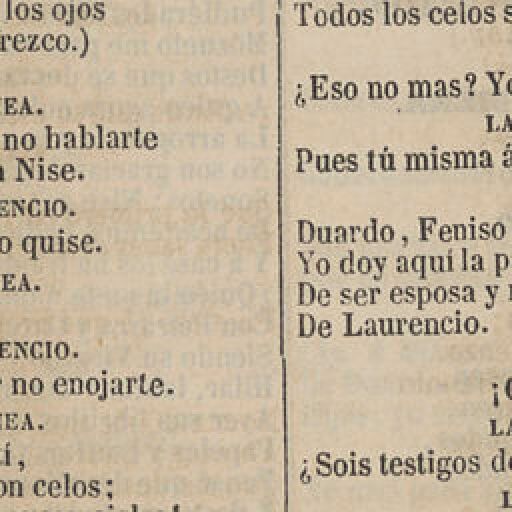 los ojos
rezco.)
EA.
no hablarte
Nise.
ENCIO.
o quise.
EA.
ENCIO.
no enojarte.
NEA.
í,
on celos;
Todos los celos s
¿Eso no mas? Yo
LA
Pues tú misma á
Duardo, Feniso
Yo doy aquí la p
De ser esposa y
De Laurencio.
LA
¿Sois testigos de